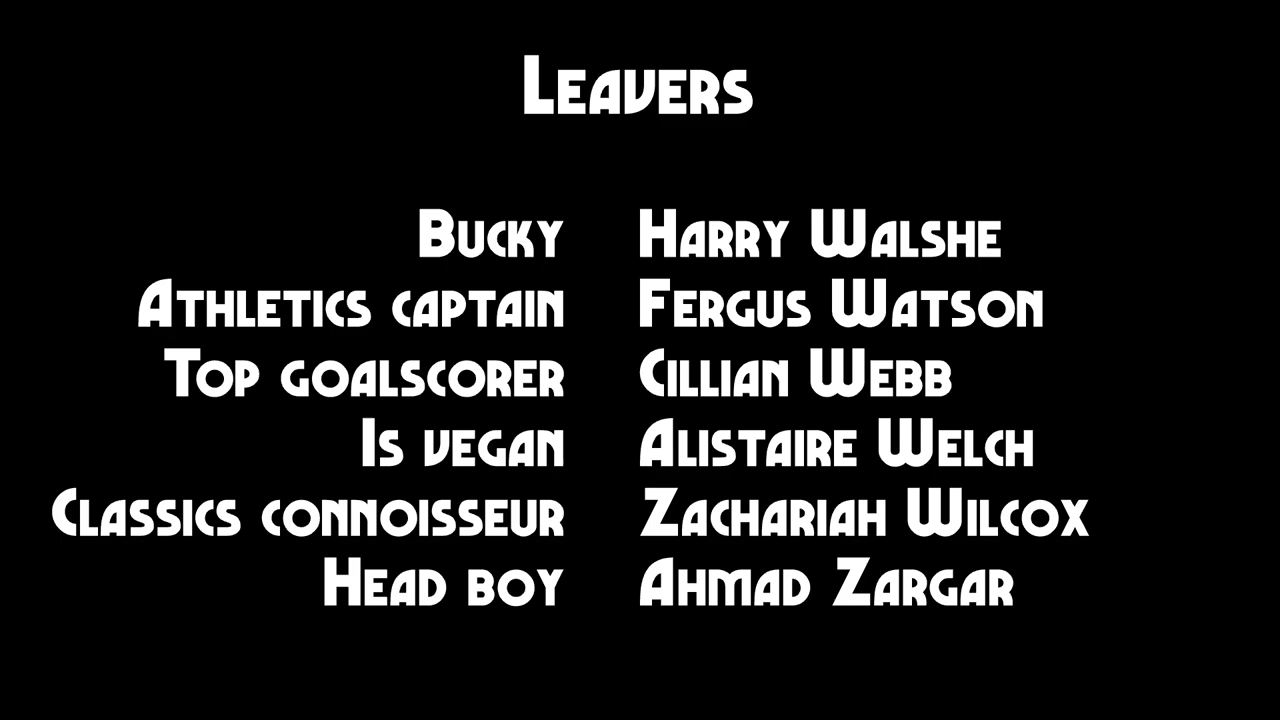 Leavers
Bucky Harry Walshe
Athletics captain Fergus Watson
Top goalscorer Cillian Webb
Is vegan Alistaire Welch
Classics connoisseur Zachariah Wilcox
Head boy Ahmad Zargar